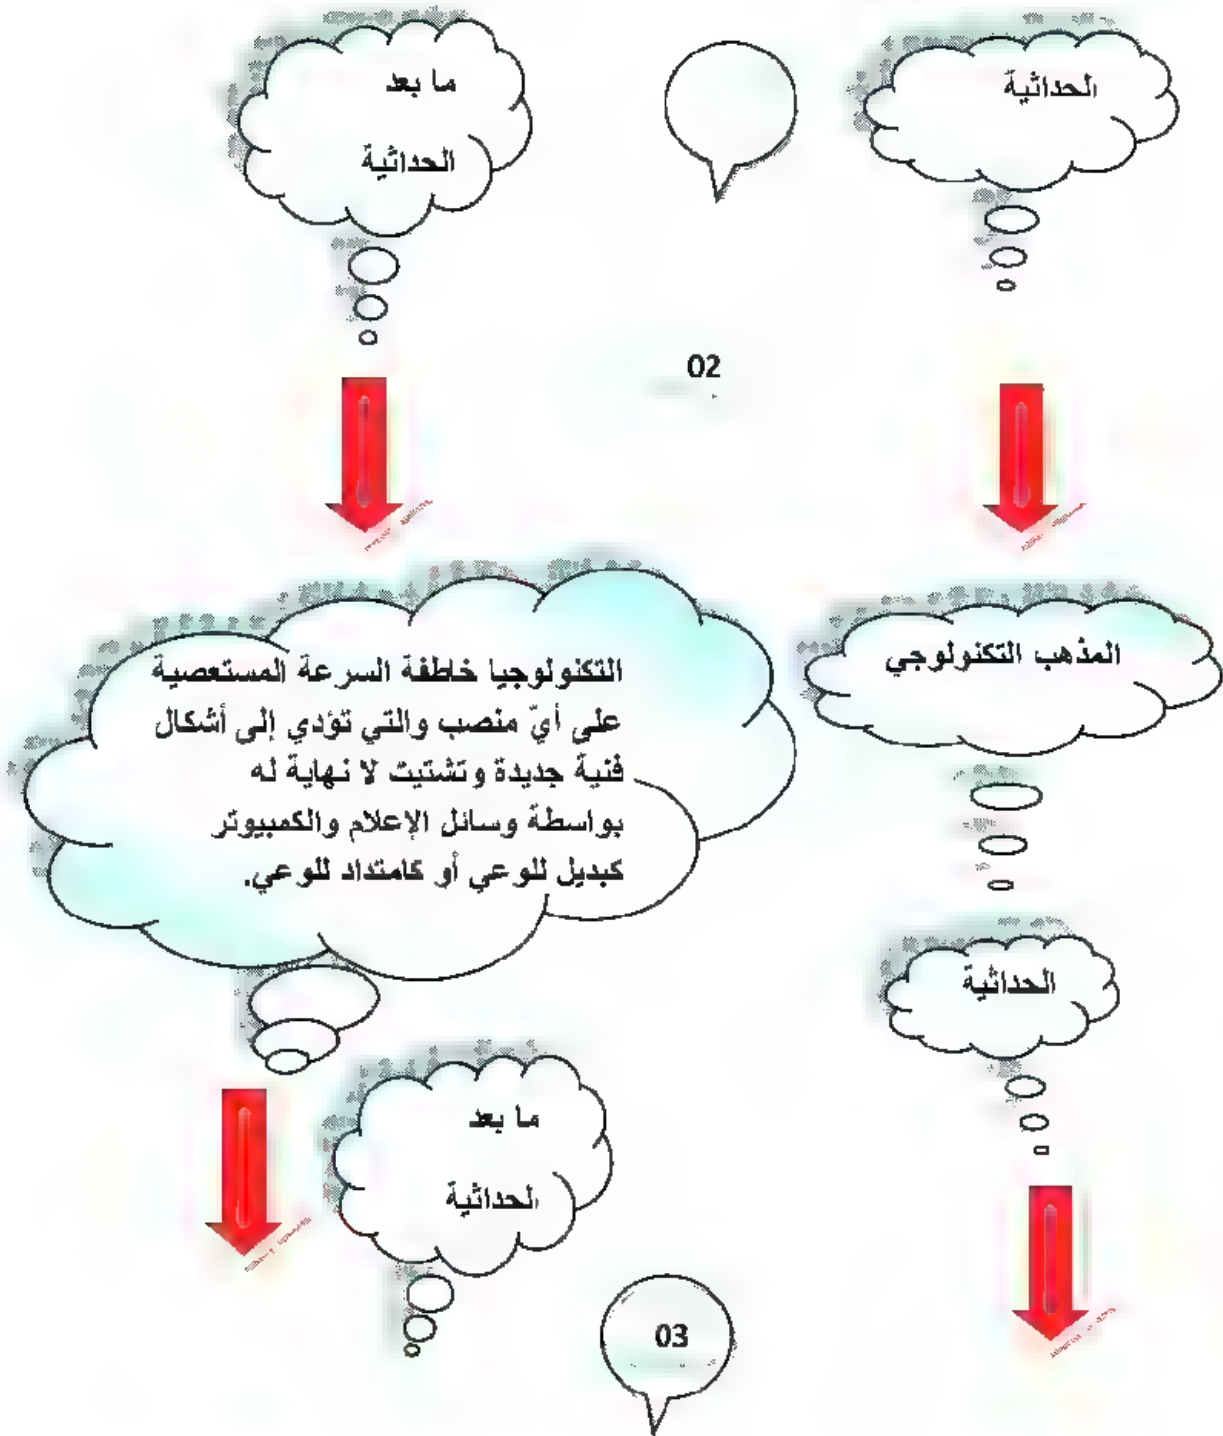 الحداثية
ما بعد
الحداثية
02
المذهب التكنولوجي
التكنولوجيا خاطفة السرعة المستعصية
على أيّ منصب والتي تؤدي إلى أشكال
فنية جديدة وتشتيت لا نهاية له
بواسطة وسائل الإعلام والكمبيوتر
كبديل للوعي أو كامتداد للوعي.
الحداثية
ما بعد
الحداثية
03